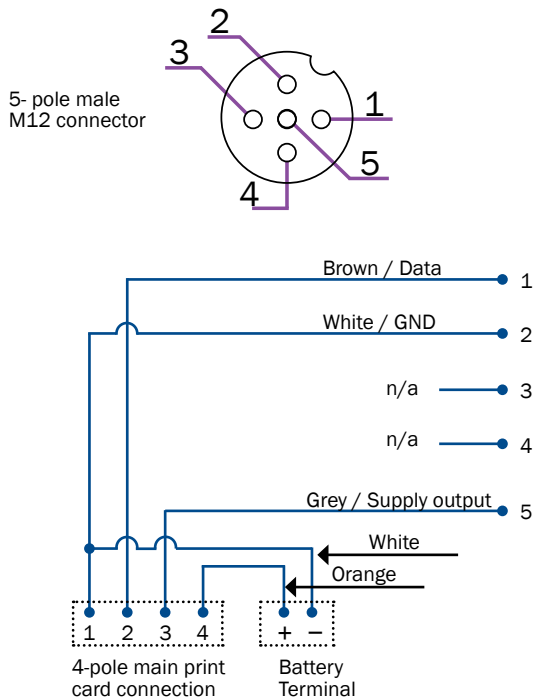 2
3
1
5- pole male
M12 connector
5
4
Brown / Data
1
White / GND
2
n/a
3
n/a
4
Grey / Supply output
5
White
Orange
1 2 3 4 + −
4-pole main print
card connection
Battery
Terminal